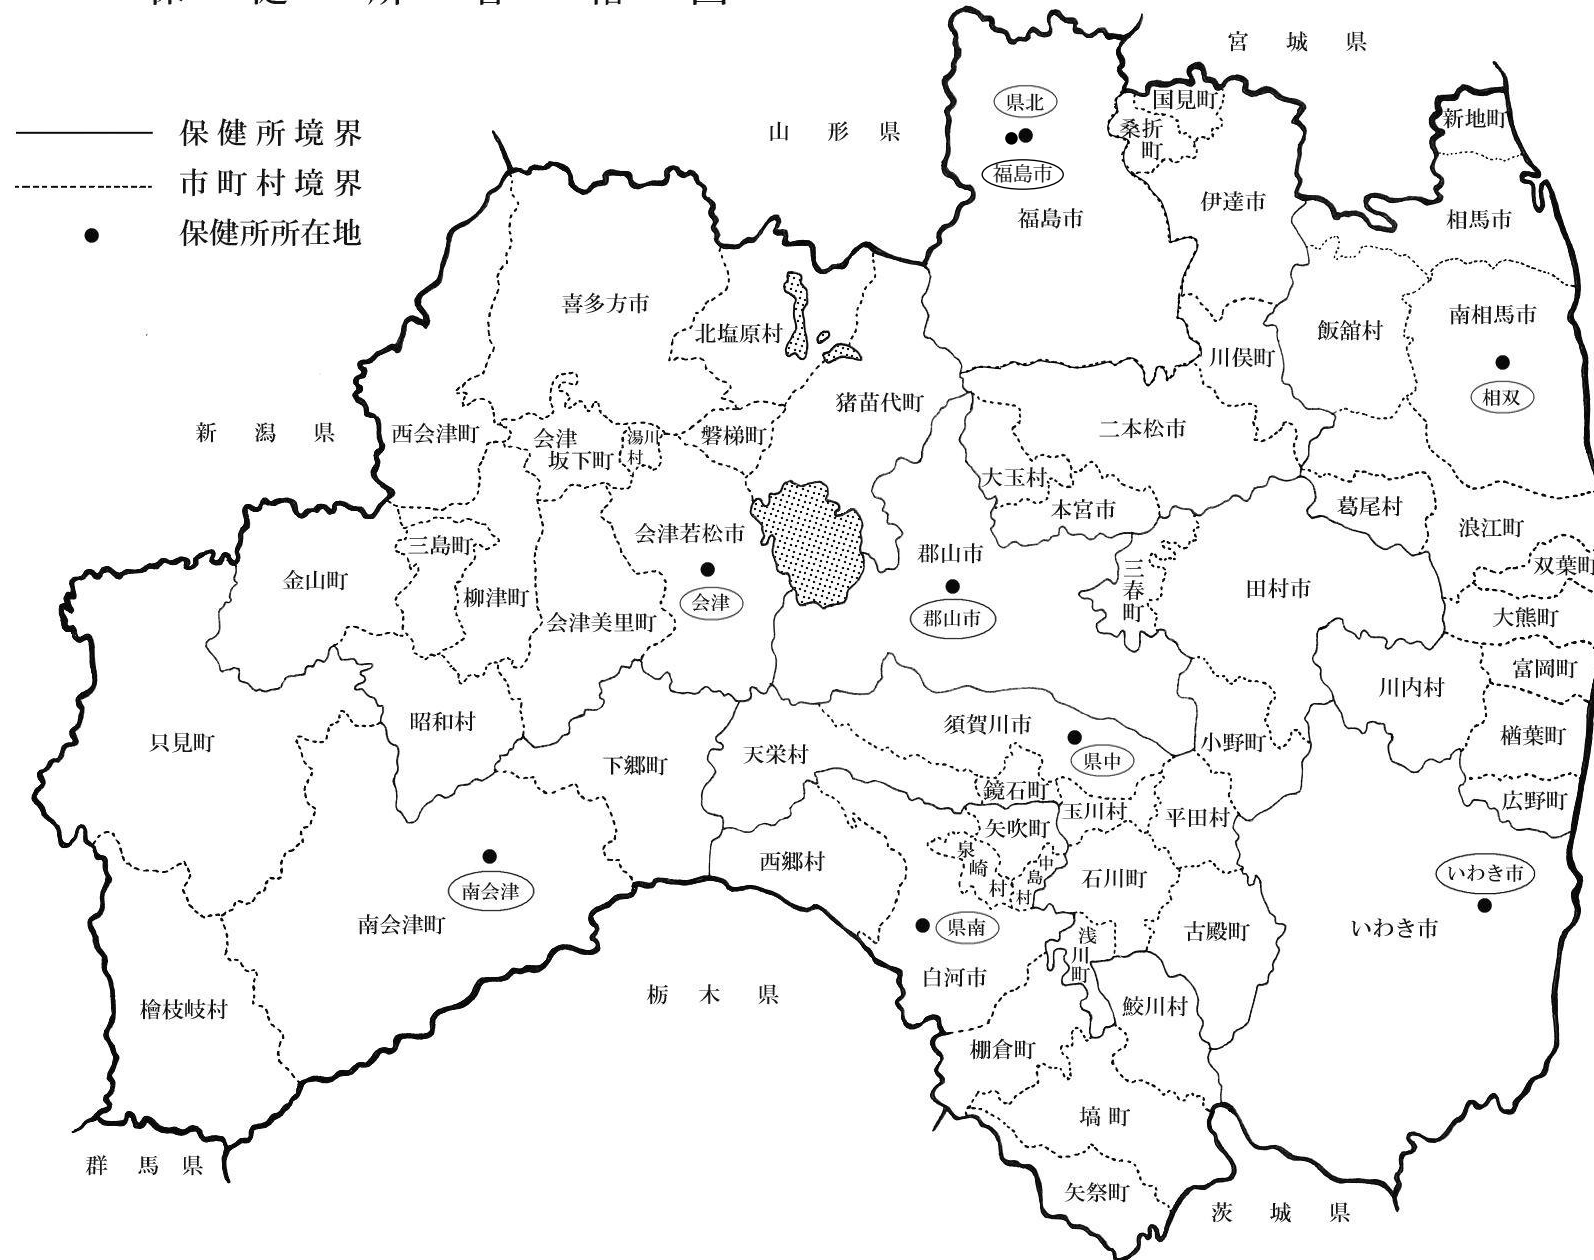 保健所管轄図
保健所境界
市町村境界
保健所所在地
宮城県
山形県
新潟県
群馬県
栃木県
茨城県
県北
福島市
福島市
国見町
桑折
町
伊達市
新地町
相馬市
喜多方市
北塩原村
猪苗代町
川俣町
飯舘村
南相馬市
相双
西会津町
会津
坂下町
湯川
村
磐梯町
二本松市
大玉村
本宮市
葛尾村
浪江町
双葉町
三島町
金山町
柳津町
会津美里町
会津若松市
会津
郡山市
郡山市
三
春
町
田村市
大熊町
富岡町
川内村
楢葉町
広野町
只見町
昭和村
下郷町
天栄村
須賀川市
県中
小野町
鏡石町
玉川村
平田村
矢吹町
泉
崎
村
中
島
村
石川町
西郷村
県南
白河市
浅
川
町
古殿町
いわき市
いわき市
南会津
南会津町
檜枝岐村
棚倉町
鮫川村
塙町
矢祭町